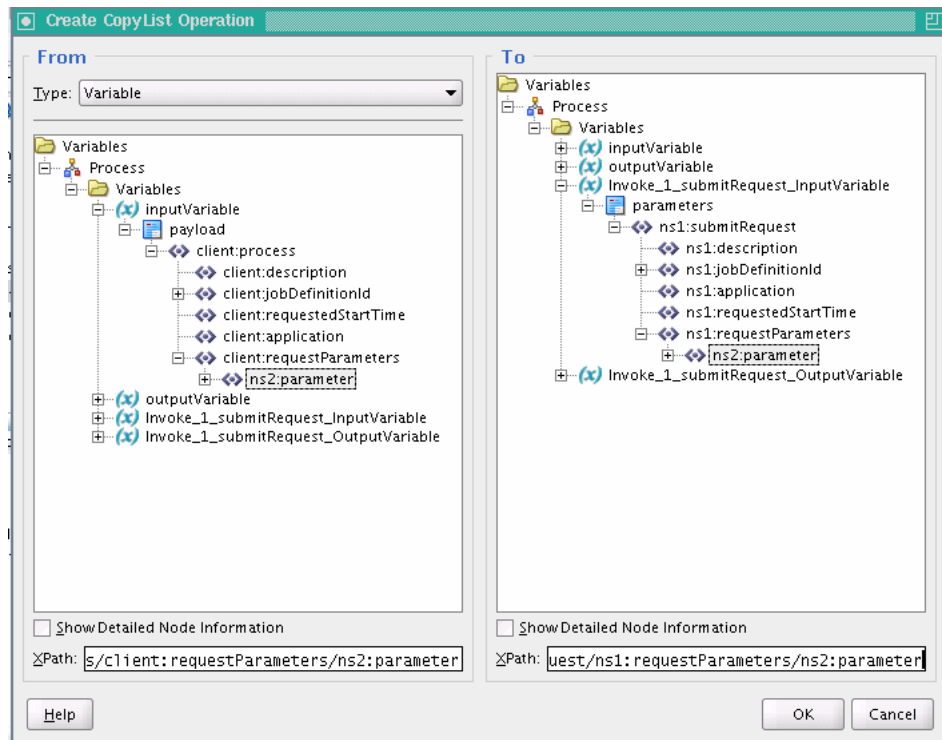 Create CopyList Operation
From
Type: Variable
Variables
Process
Variables
inputVariable
payload
client:process
client:description
client:jobDefinitionId
client:requestedStartTime
client:application
client:requestParameters
ns2:parameter
outputVariable
Invoke_1_submitRequest_InputVariable
Invoke_1_submitRequest_OutputVariable
Show Detailed Node Information
XPath: s/client:requestParameters/ns2:parameter
To
Variables
Process
Variables
inputVariable
outputVariable
Invoke_1_submitRequest_InputVariable
parameters
ns1:submitRequest
ns1:description
ns1:jobDefinitionId
ns1:application
ns1:requestedStartTime
ns1:requestParameters
ns2:parameter
Invoke_1_submitRequest_OutputVariable
Show Detailed Node Information
XPath: uest/ns1:requestParameters/ns2:parameter
Help
OK
Cancel